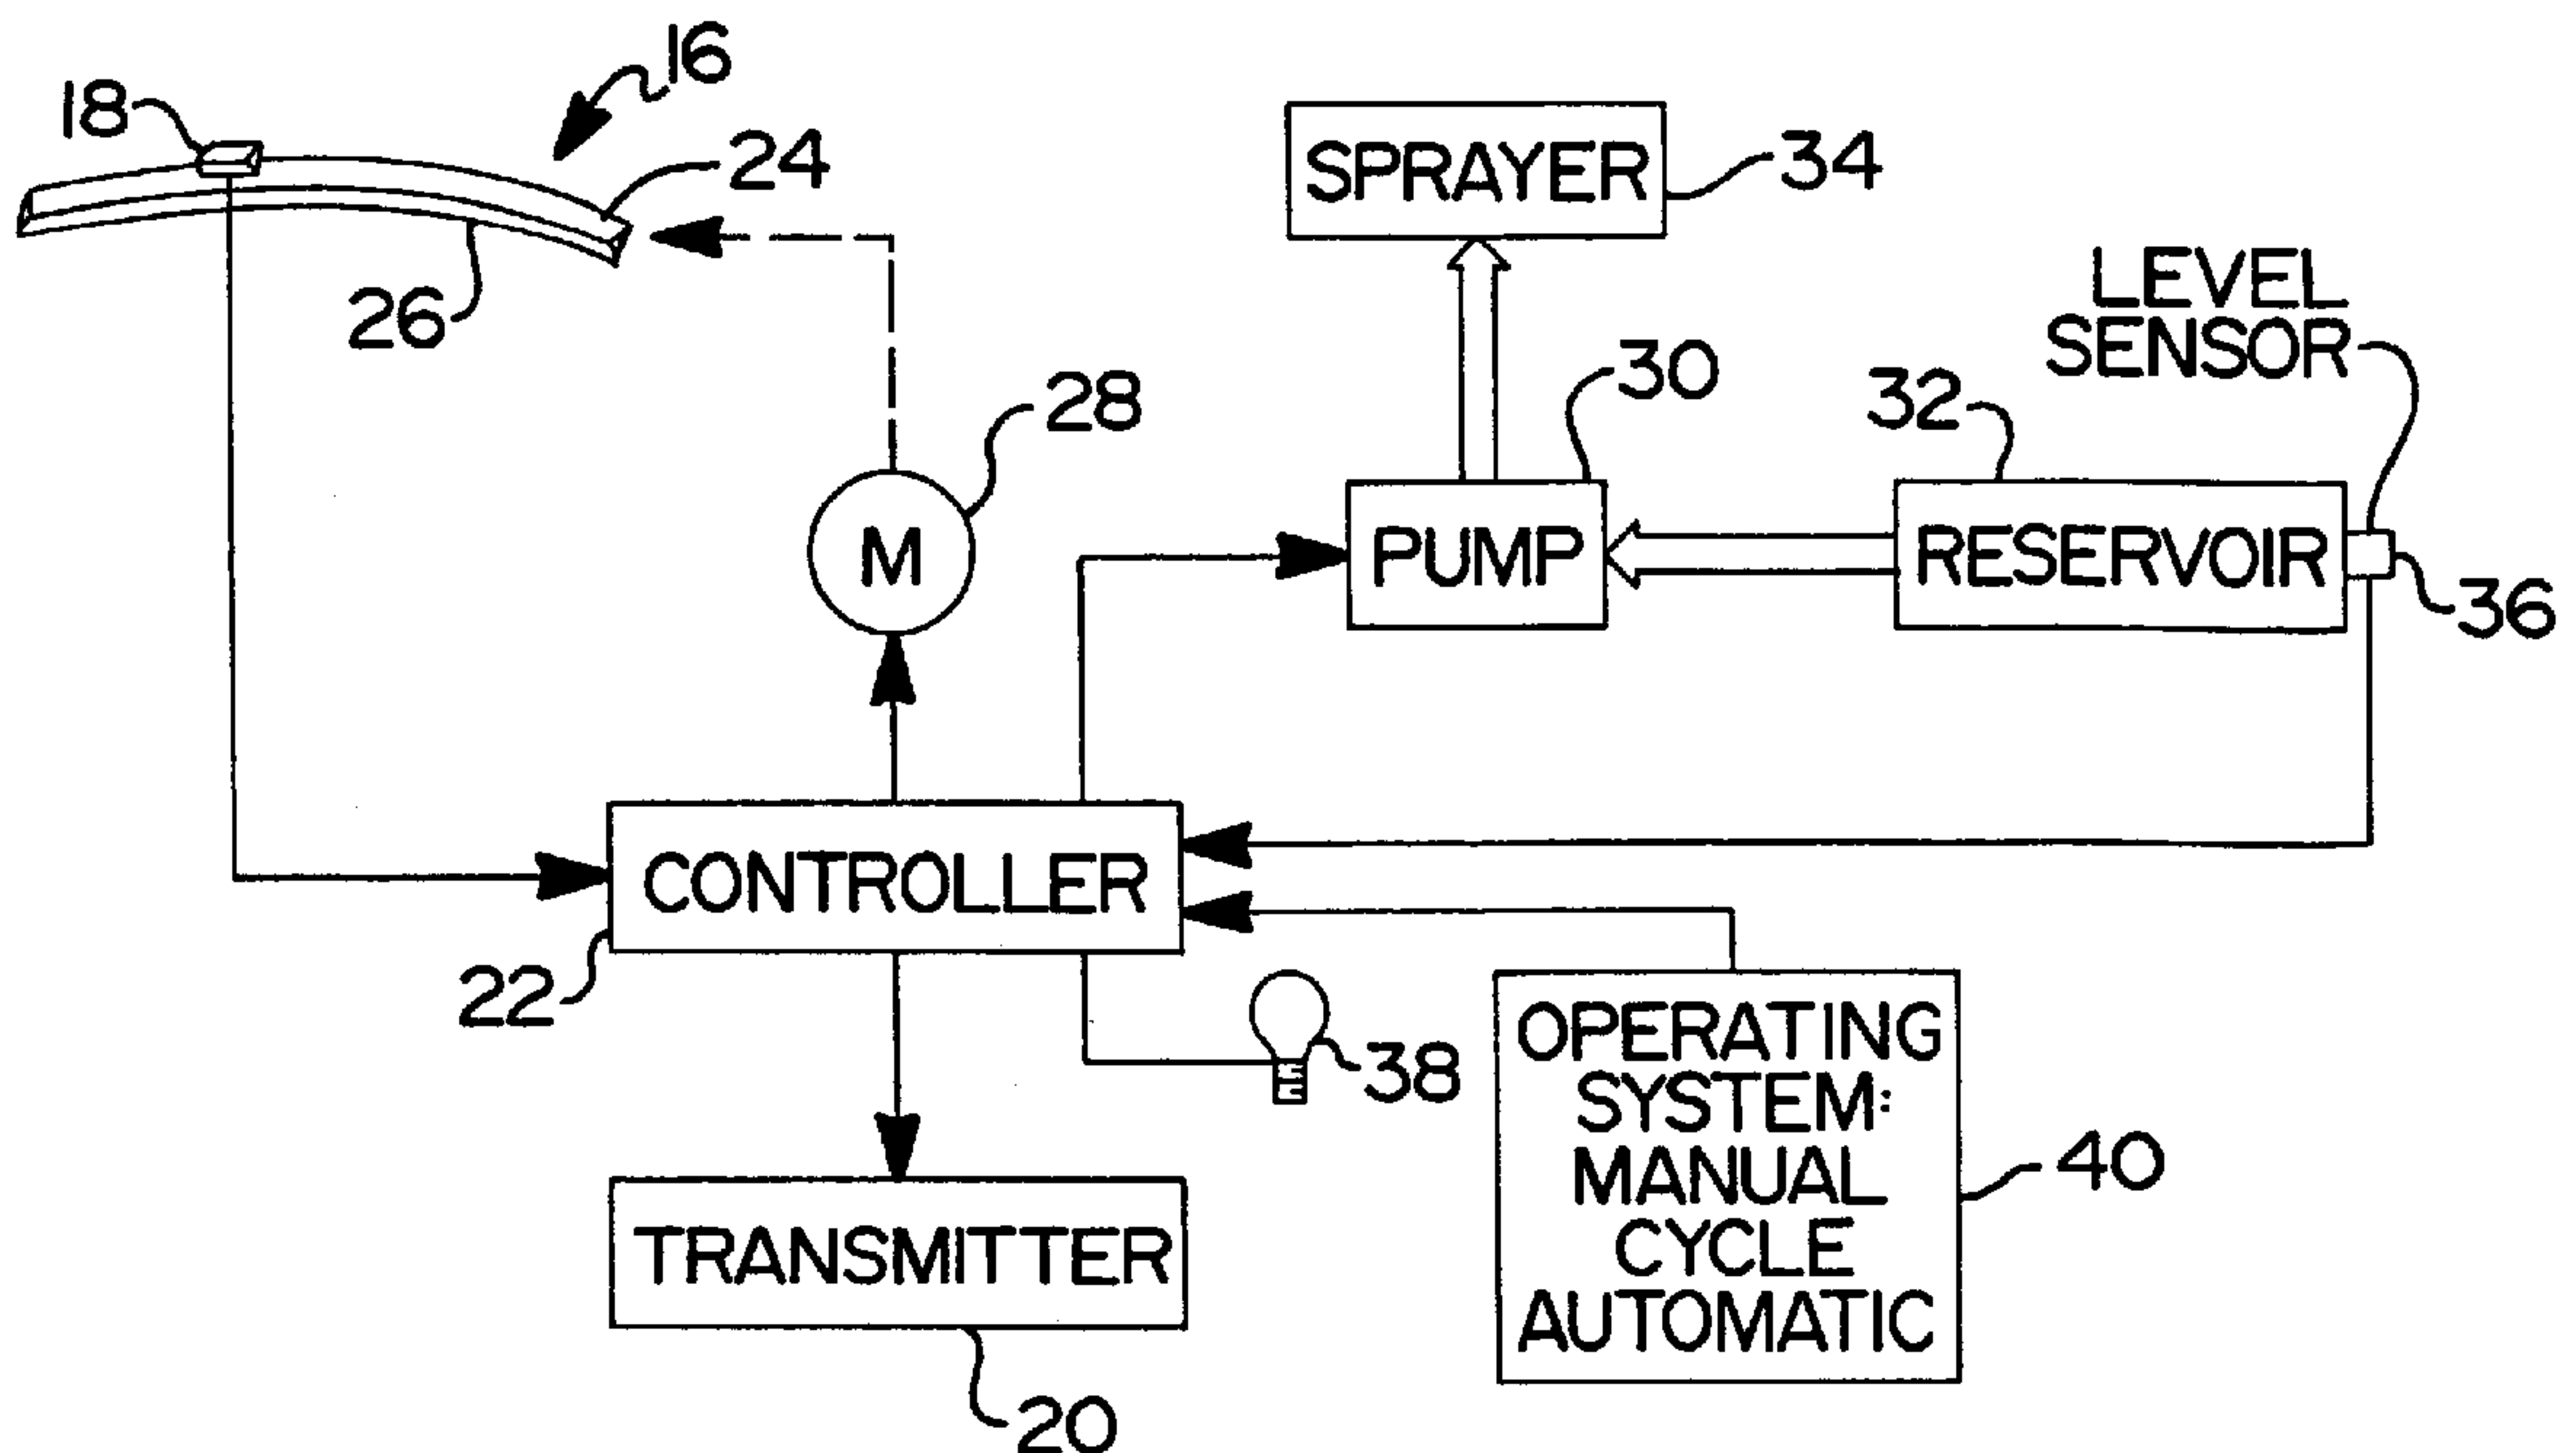 16
18
24
26
SPRAYER
34
LEVEL
SENSOR
28
30
32
M
PUMP
RESERVOIR
36
CONTROLLER
22
38
OPERATING
SYSTEM:
MANUAL
CYCLE
AUTOMATIC
40
TRANSMITTER
20